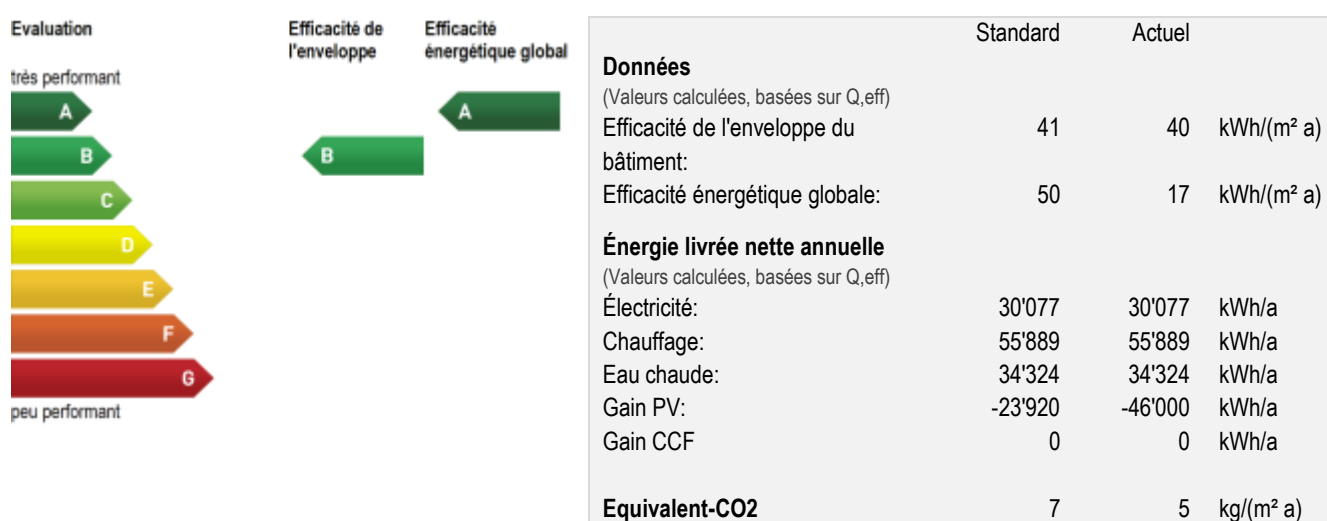 Evaluation
Efficacité de
l'enveloppe
Efficacité
énergétique global
très performant
A
B
C
D
E
F
G
peu performant
B
A
Standard Actuel
Données
(Valeurs calculées, basées sur Q,eff)
Efficacité de l'enveloppe du
bâtiment: 41 40 kWh/(m² a)
Efficacité énergétique globale: 50 17 kWh/(m² a)
Énergie livrée nette annuelle
(Valeurs calculées, basées sur Q,eff)
Électricité: 30'077 30'077 kWh/a
Chauffage: 55'889 55'889 kWh/a
Eau chaude: 34'324 34'324 kWh/a
Gain PV: -23'920 -46'000 kWh/a
Gain CCF 0 0 kWh/a
Equivalent-CO2 7 5 kg/(m² a)